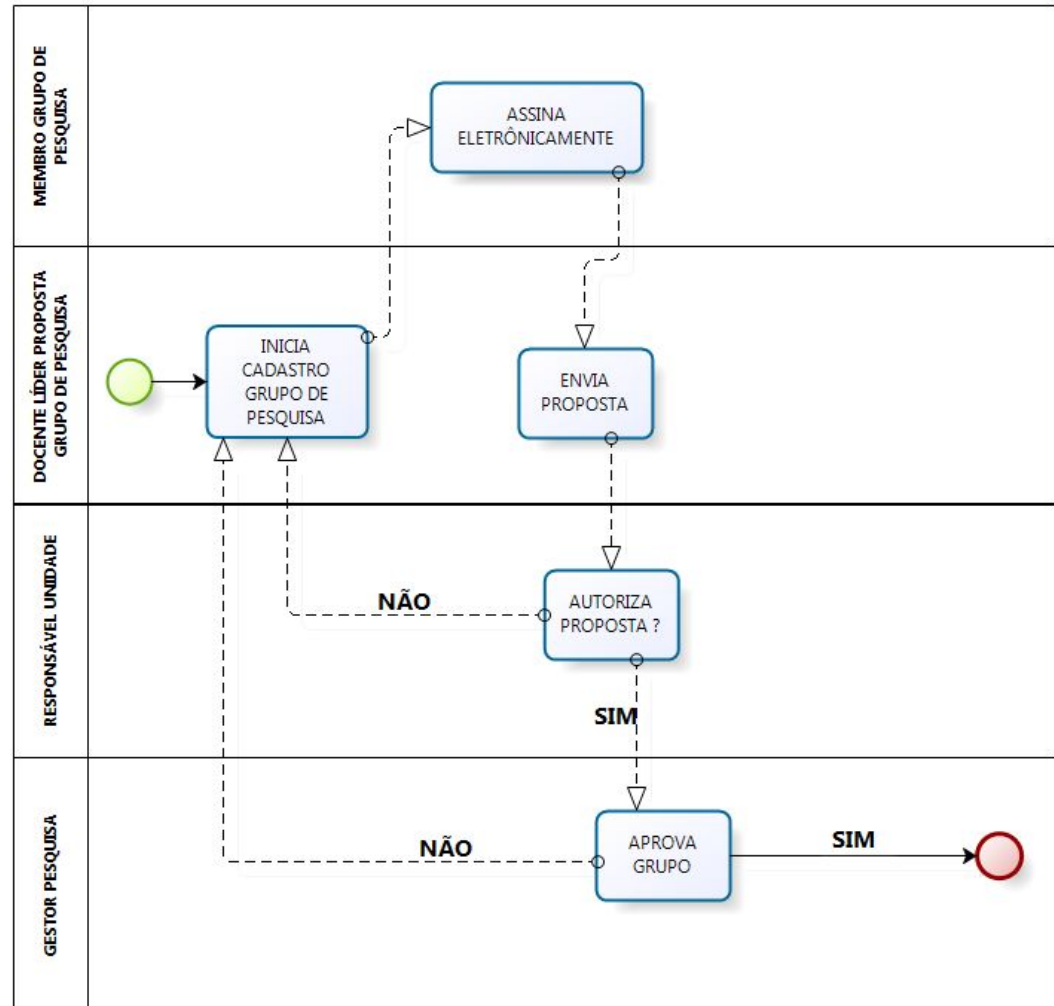 MEMBRO GRUPO DE
PESQUISA
ASSINA
ELETRÔNICAMENTE
DOCENTE LÍDER PROPOSTA
GRUPO DE PESQUISA
INICIA
CADASTRO
GRUPO DE
PESQUISA
ENVIA
PROPOSTA
RESPONSÁVEL UNIDADE
NÃO
AUTORIZA
PROPOSTA ?
SIM
GESTOR PESQUISA
NÃO
APROVA
GRUPO
SIM